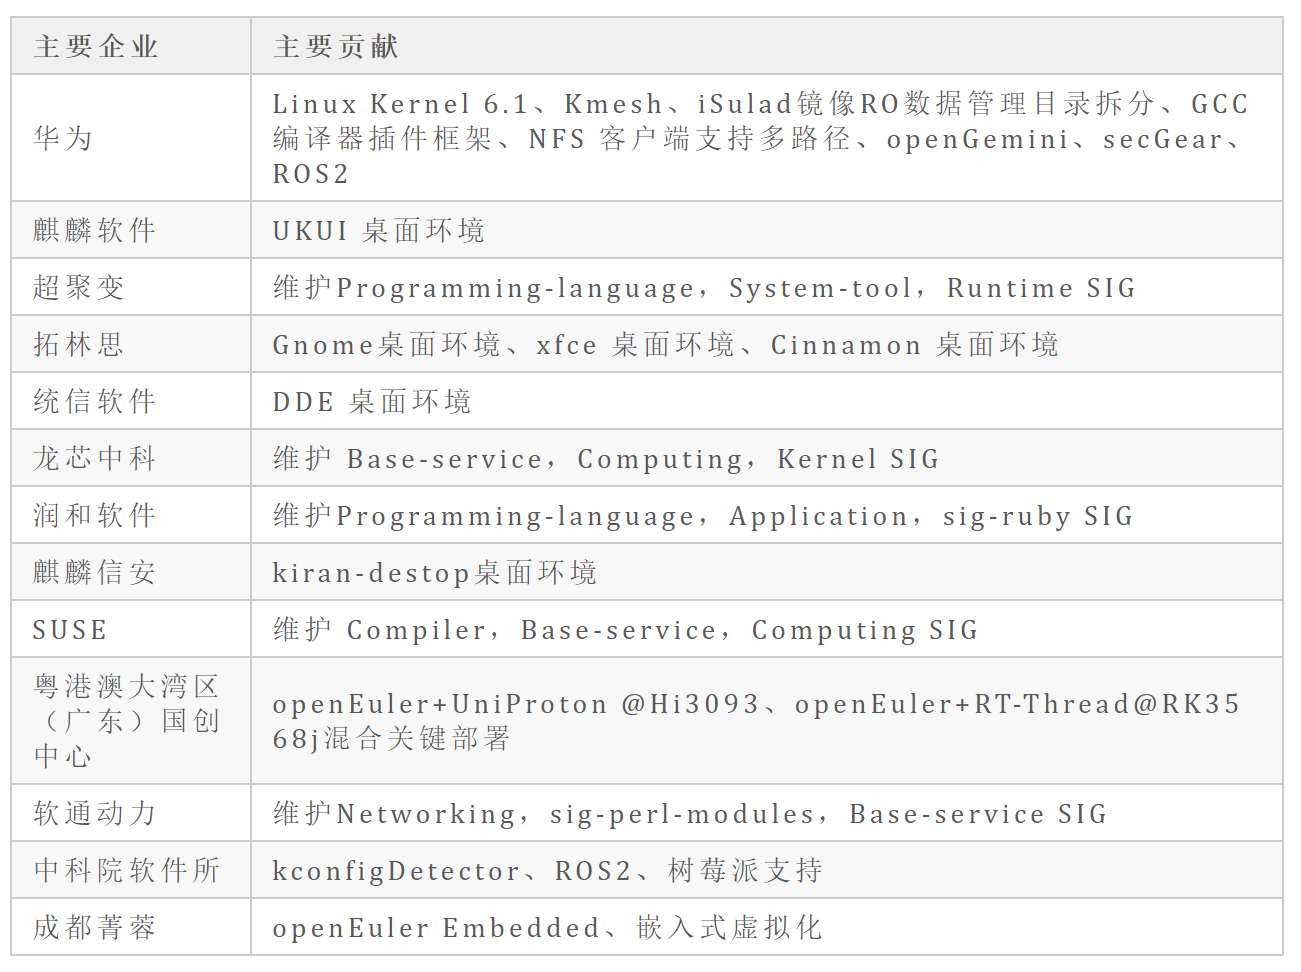 主要企业
主要贡献
华为
Linux Kernel 6.1、Kmesh、iSulad镜像RO数据管理目录拆分、GCC
编译器插件框架、NFS 客户端支持多路径、openGemini、secGear、
ROS2
麒麟软件
UKUI 桌面环境
超聚变
维护Programming-language，System-tool，Runtime SIG
拓林思
Gnome桌面环境、xfce 桌面环境、Cinnamon 桌面环境
统信软件
DDE 桌面环境
龙芯中科
维护 Base-service，Computing，Kernel SIG
润和软件
维护Programming-language，Application，sig-ruby SIG
麒麟信安
kiran-destop桌面环境
SUSE
维护 Compiler，Base-service，Computing SIG
粤港澳大湾区
（广东）国创
中心
openEuler+UniProton @Hi3093、openEuler+RT-Thread@RK35
68j混合关键部署
软通动力
维护Networking，sig-perl-modules，Base-service SIG
中科院软件所
kconfigDetector、ROS2、树莓派支持
成都菁蓉
openEuler Embedded、嵌入式虚拟化